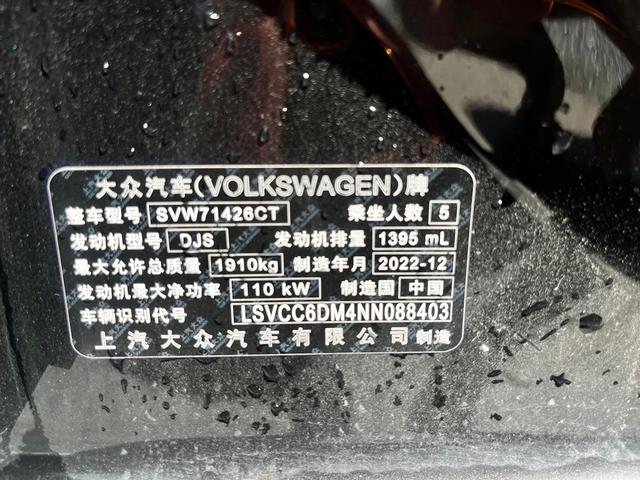 大众汽车(VOLKSWAGEN)牌
整车型号 SVW71426CT 乘坐人数 5
发动机型号 DJS 发动机排量 1395 mL
最大允许总质量 1910kg 制造年月 2022-12
发动机最大净功率 110 kW 制造国 中国
车辆识别代号 LSVCC6DM4NN088403
上汽大众汽车有限公司 制造